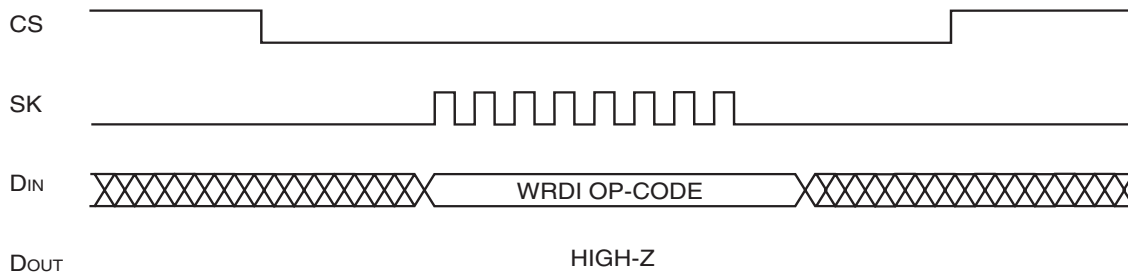 CS
SK
DIN
WRDI OP-CODE
DOUT
HIGH-Z